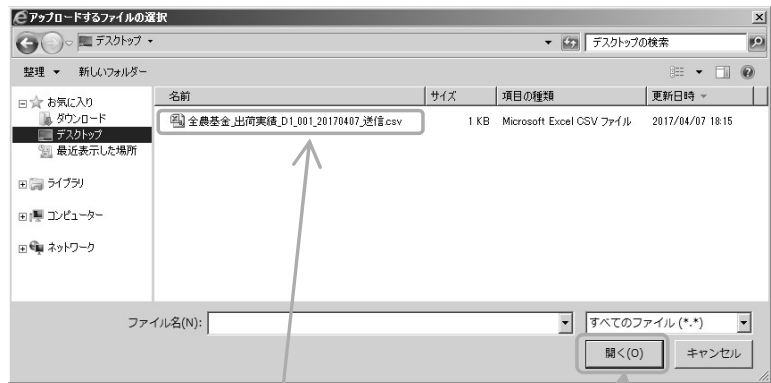 アップロードするファイルの選択
デスクトップ
デスクトップの検索
整理 新しいフォルダー
名前 サイズ 項目の種類 更新日時
お気に入り
ダウンロード
デスクトップ
最近表示した場所
ライブラリ
コンピューター
ネットワーク
全農基金_出荷実績_D1_001_20170407_送信.csv 1 KB Microsoft Excel CSV ファイル 2017/04/07 18:15
ファイル名(N): すべてのファイル (*.*)
開く(O) キャンセル